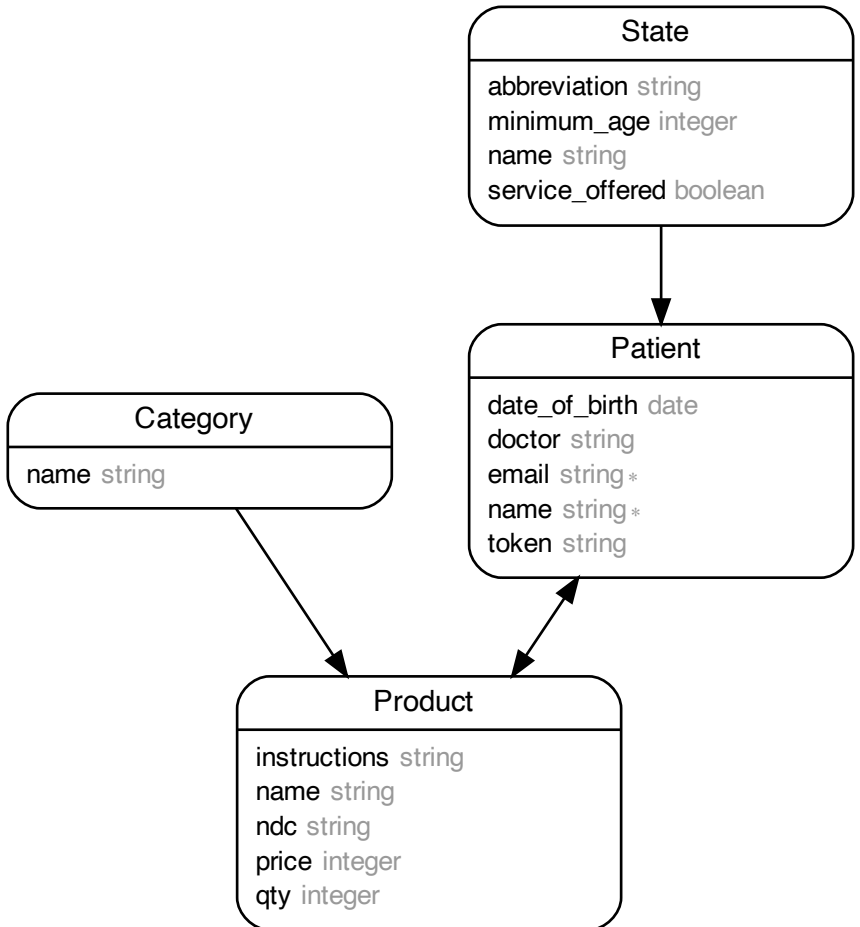 State
abbreviation string
minimum_age integer
name string
service_offered boolean
Patient
date_of_birth date
doctor string
email string *
name string *
token string
Category
name string
Product
instructions string
name string
ndc string
price integer
qty integer